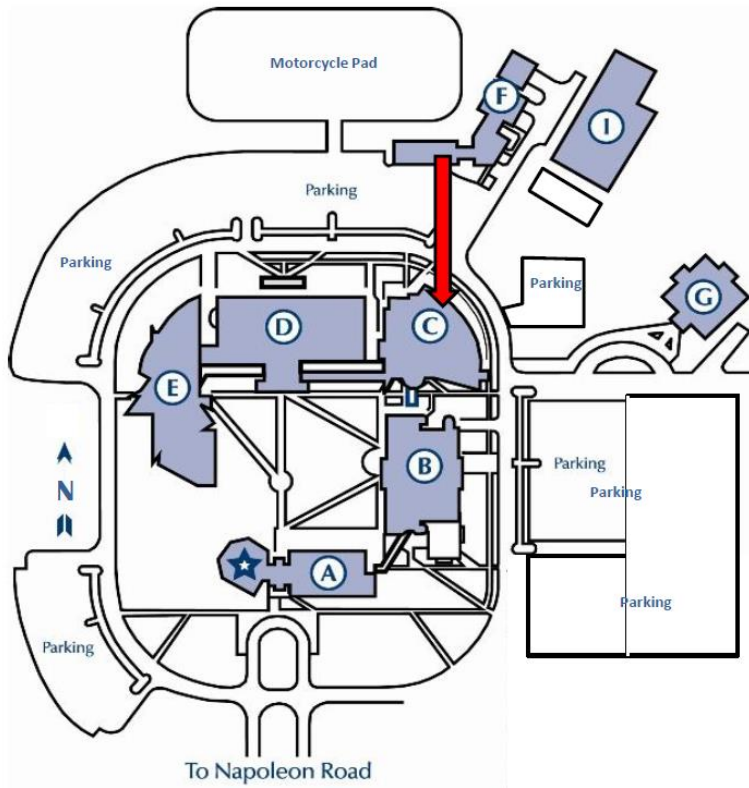 Motorcycle Pad
F
I
Parking
Parking
Parking
G
C
D
E
B
Parking
Parking
N
A
Parking
Parking
To Napoleon Road